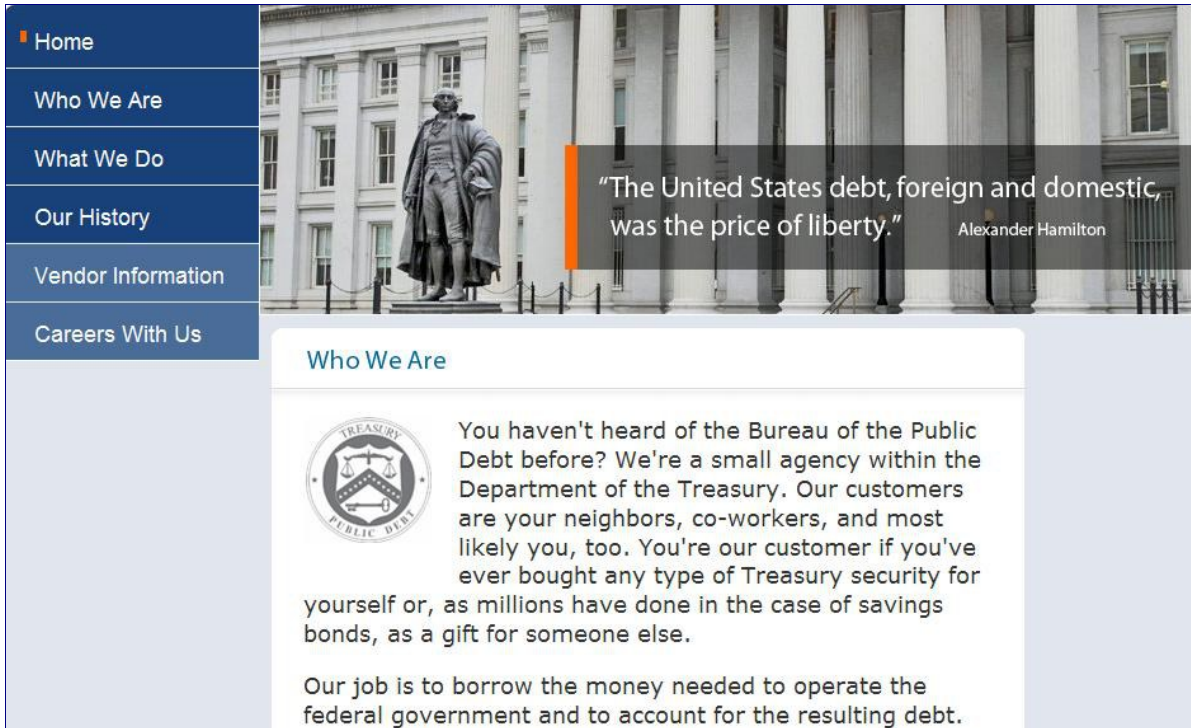 Home
Who We Are
What We Do
Our History
Vendor Information
Careers With Us
“The United States debt, foreign and domestic,
was the price of liberty.” Alexander Hamilton
Who We Are
TREASURY
PUBLIC DEBT
You haven't heard of the Bureau of the Public
Debt before? We're a small agency within the
Department of the Treasury. Our customers
are your neighbors, co-workers, and most
likely you, too. You're our customer if you've
ever bought any type of Treasury security for
yourself or, as millions have done in the case of savings
bonds, as a gift for someone else.
Our job is to borrow the money needed to operate the
federal government and to account for the resulting debt.